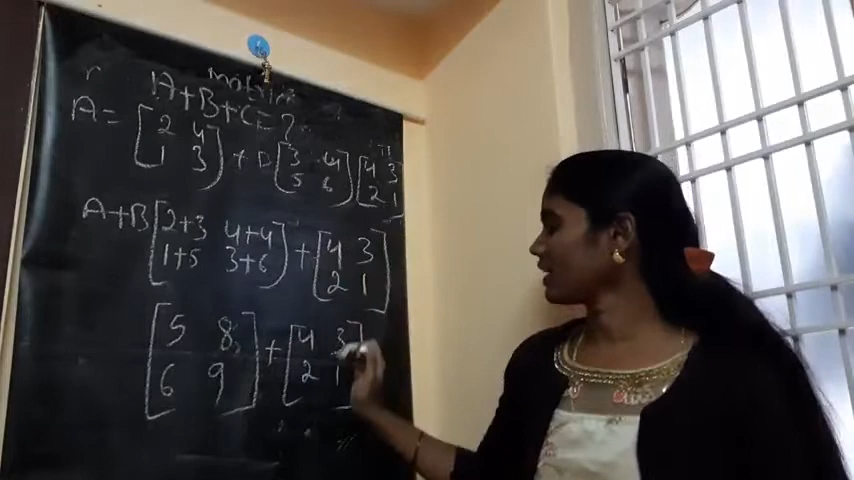 matrix
r A+B+C=?
A = [2 4] + B [3 4] [4 3]
[1 3] [5 6] [2 1]
A+B [2+3 4+4] + [4 3]
[1+5 3+6] [2 1]
[5 8] + [4 3]
[6 9] [2 1]